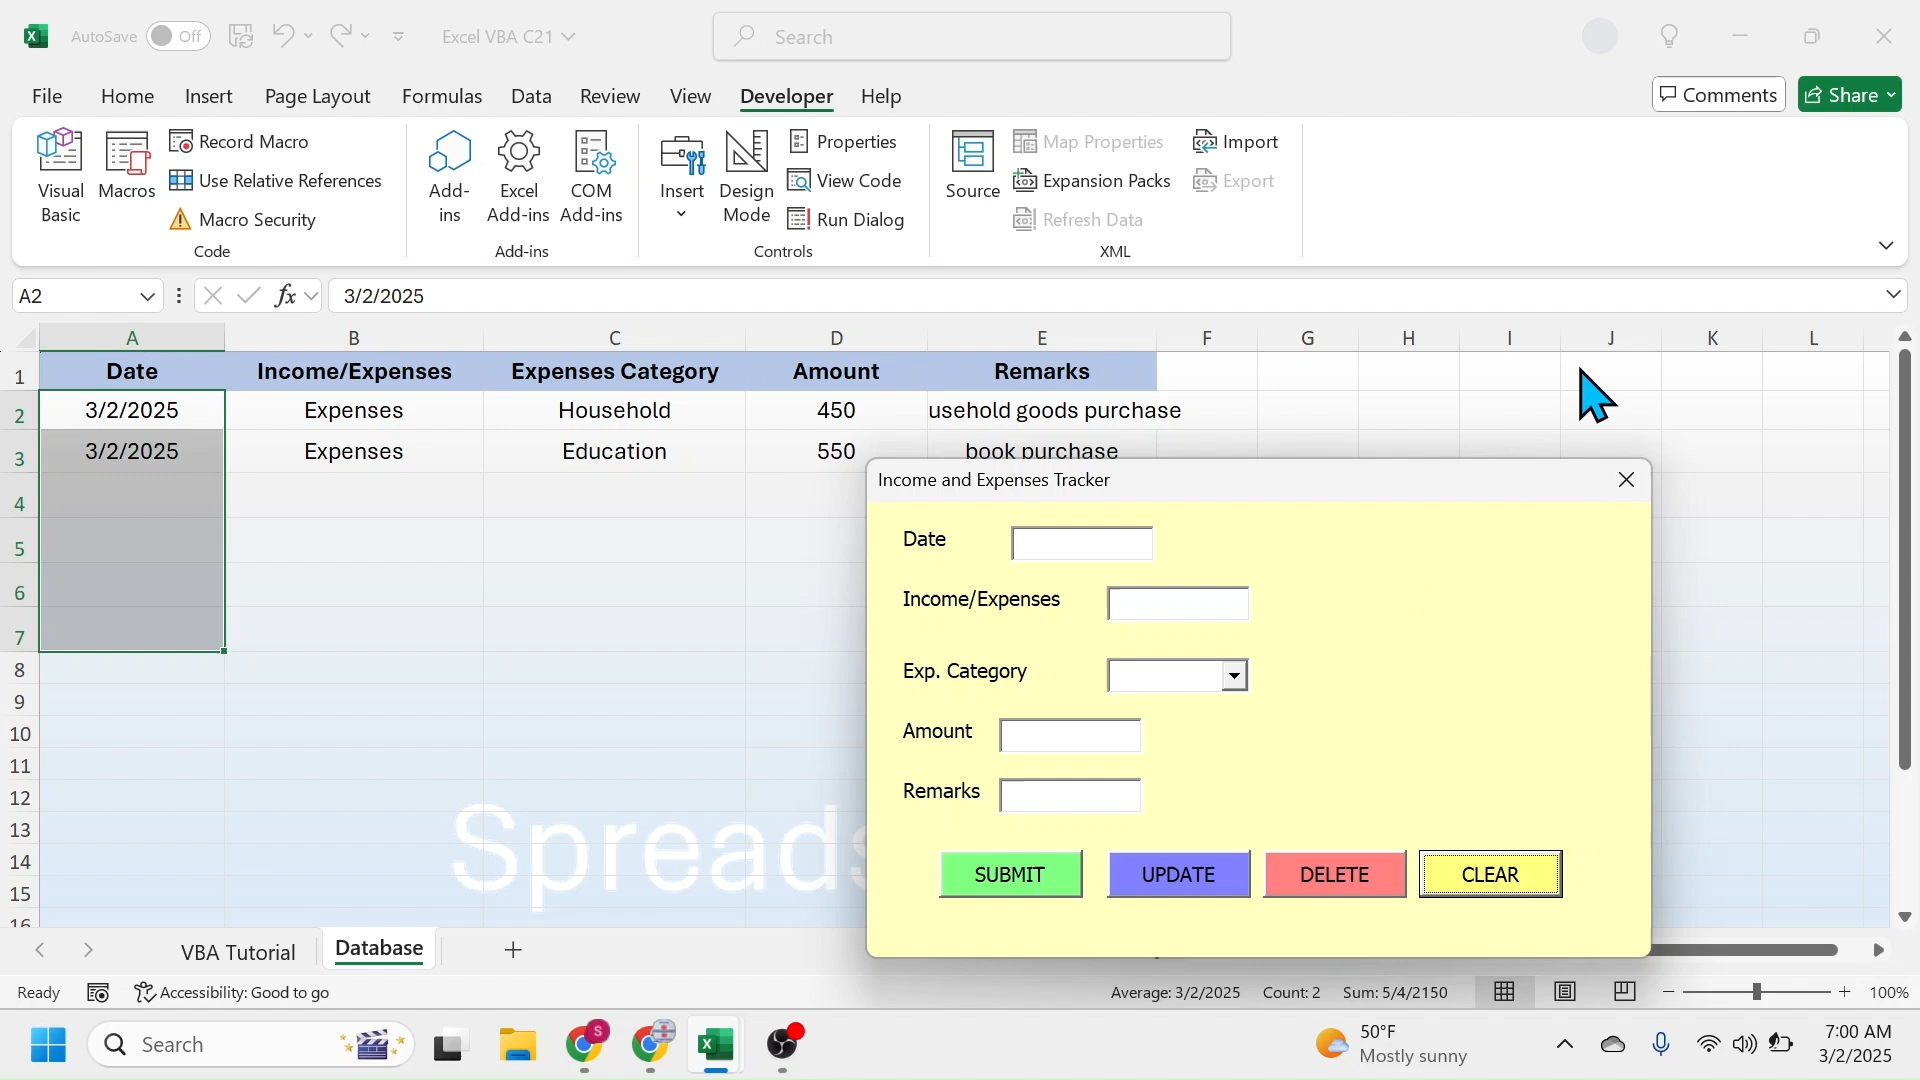 AutoSave Off Excel VBA C21 Search
File Home Insert Page Layout Formulas Data Review View Developer Help Comments Share
Visual Basic
Macros
Record Macro
Use Relative References
Macro Security
Code
Add-ins
Excel Add-ins
COM Add-ins
Add-ins
Insert
Design Mode
Properties
View Code
Run Dialog
Controls
Source
Map Properties
Expansion Packs
Refresh Data
Import
Export
XML
A2 fx 3/2/2025
A B C D E F G H I J K L
1 Date Income/Expenses Expenses Category Amount Remarks
2 3/2/2025 Expenses Household 450 usehold goods purchase
3 3/2/2025 Expenses Education 550 book purchase
4
5
6
7
8
9
10
11
12
13
14
15
16
Spreads
Income and Expenses Tracker
Date
Income/Expenses
Exp. Category
Amount
Remarks
SUBMIT UPDATE DELETE CLEAR
VBA Tutorial Database
Ready Accessibility: Good to go Average: 3/2/2025 Count: 2 Sum: 5/4/2150 100%
Search S 50°F
Mostly sunny
7:00 AM
3/2/2025